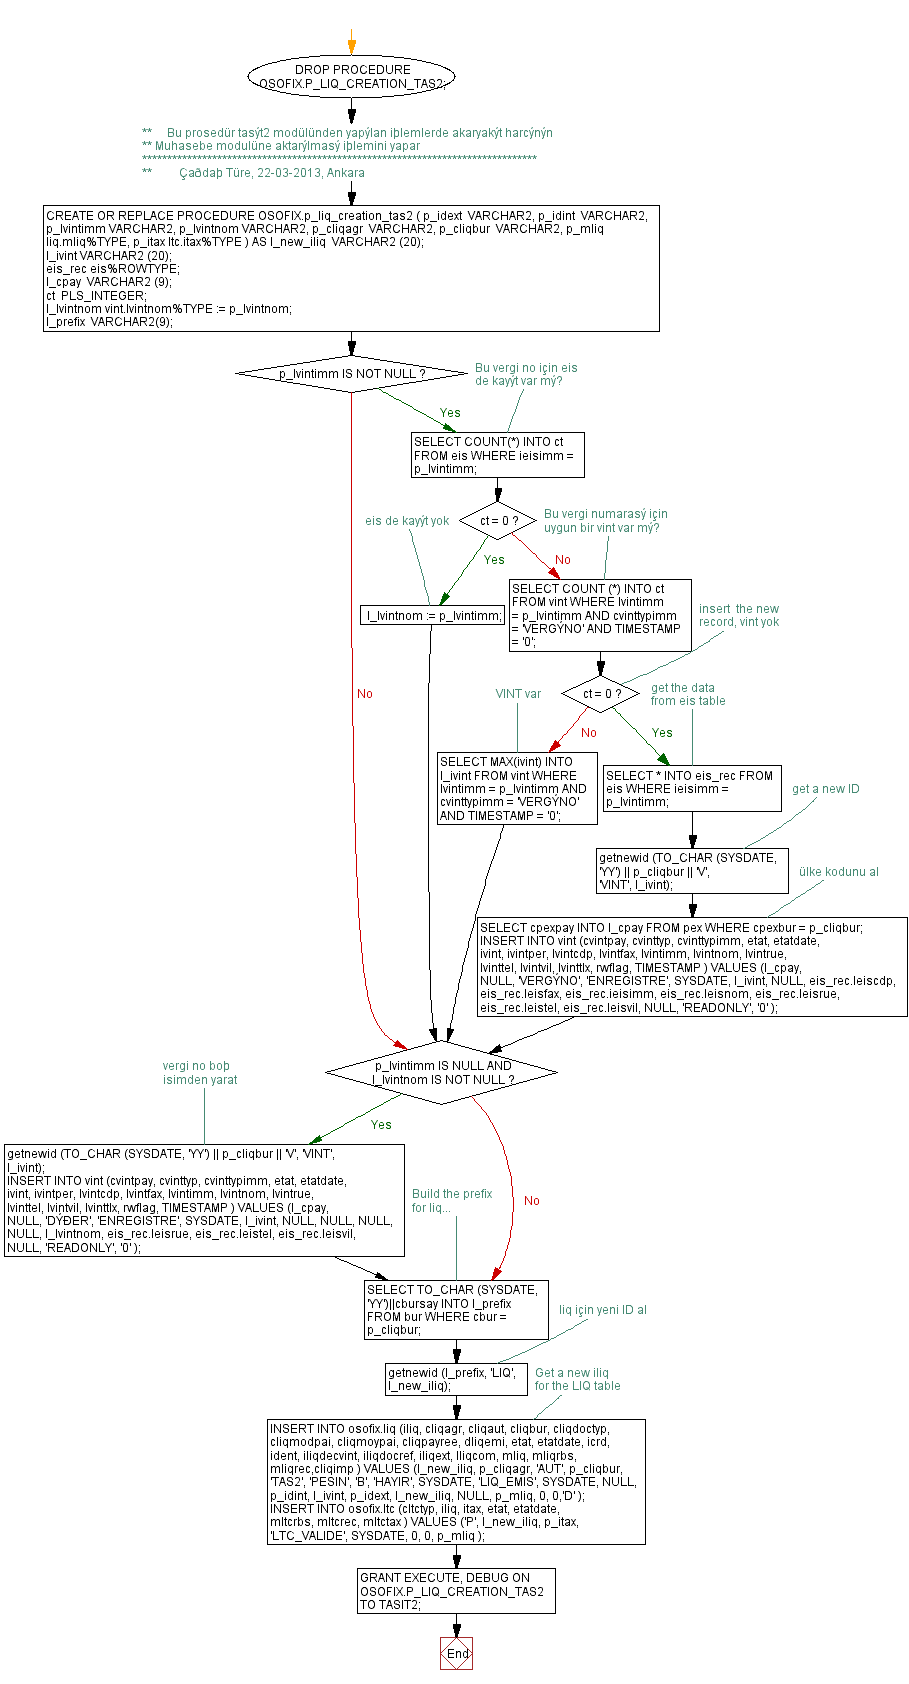 DROP PROCEDURE
OSOFIX.P_LIQ_CREATION_TAS2;
** Bu prosedür tasýt2 modülünden yapýlan iþlemlerde akaryakýt harcýnýn
** Muhasebe modulüne aktarýlmasý iþlemini yapar
*******************************************************************************
** Çaðdaþ Türe, 22-03-2013, Ankara
CREATE OR REPLACE PROCEDURE OSOFIX.p_liq_creation_tas2 ( p_idext VARCHAR2, p_idint VARCHAR2,
p_lvintimm VARCHAR2, p_lvintnom VARCHAR2, p_cliqagr VARCHAR2, p_cliqbur VARCHAR2, p_mliq
liq.mliq%TYPE, p_itax ltc.itax%TYPE ) AS l_new_iliq VARCHAR2 (20);
l_ivint VARCHAR2 (20);
eis_rec eis%ROWTYPE;
l_cpay VARCHAR2 (9);
ct PLS_INTEGER;
l_lvintnom vint.lvintnom%TYPE := p_lvintnom;
l_prefix VARCHAR2(9);
p_lvintimm IS NOT NULL ?
Bu vergi no için eis
de kayýt var mý?
Yes
SELECT COUNT(*) INTO ct
FROM eis WHERE ieisimm =
p_lvintimm;
eis de kayýt yok
ct = 0 ?
Bu vergi numarasý için
uygun bir vint var mý?
Yes
No
l_lvintnom := p_lvintimm;
SELECT COUNT (*) INTO ct
FROM vint WHERE lvintimm
= p_lvintimm AND cvinttypimm
= 'VERGÝNO' AND TIMESTAMP
= '0';
insert the new
record, vint yok
No
VINT var
ct = 0 ?
get the data
from eis table
No
Yes
SELECT MAX(ivint) INTO
l_ivint FROM vint WHERE
lvintimm = p_lvintimm AND
cvinttypimm = 'VERGÝNO'
AND TIMESTAMP = '0';
SELECT * INTO eis_rec FROM
eis WHERE ieisimm =
p_lvintimm;
get a new ID
getnewid (TO_CHAR (SYSDATE,
'YY') || p_cliqbur || 'V',
'VINT', l_ivint);
ülke kodunu al
SELECT cpexpay INTO l_cpay FROM pex WHERE cpexbur = p_cliqbur;
INSERT INTO vint (cvintpay, cvinttyp, cvinttypimm, etat, etatdate,
ivint, ivintper, lvintcdp, lvintfax, lvintimm, lvintnom, lvintrue,
lvinttel, lvintvil, lvinttlx, rwflag, TIMESTAMP ) VALUES (l_cpay,
NULL, 'VERGÝNO', 'ENREGISTRE', SYSDATE, l_ivint, NULL, eis_rec.leiscdp,
eis_rec.leisfax, eis_rec.ieisimm, eis_rec.leisnom, eis_rec.leisrue,
eis_rec.leistel, eis_rec.leisvil, NULL, 'READONLY', '0' );
p_lvintimm IS NULL AND
l_lvintnom IS NOT NULL ?
vergi no boþ
isimden yarat
Yes
getnewid (TO_CHAR (SYSDATE, 'YY') || p_cliqbur || 'V', 'VINT',
l_ivint);
INSERT INTO vint (cvintpay, cvinttyp, cvinttypimm, etat, etatdate,
ivint, ivintper, lvintcdp, lvintfax, lvintimm, lvintnom, lvintrue,
lvinttel, lvintvil, lvinttlx, rwflag, TIMESTAMP ) VALUES (l_cpay,
NULL, 'DÝÐER', 'ENREGISTRE', SYSDATE, l_ivint, NULL, NULL, NULL,
NULL, l_lvintnom, eis_rec.leisrue, eis_rec.leistel, eis_rec.leisvil,
NULL, 'READONLY', '0' );
Build the prefix
for liq...
No
SELECT TO_CHAR (SYSDATE,
'YY')||cbursay INTO l_prefix
FROM bur WHERE cbur =
p_cliqbur;
liq için yeni ID al
getnewid (l_prefix, 'LIQ',
l_new_iliq);
Get a new iliq
for the LIQ table
INSERT INTO osofix.liq (iliq, cliqagr, cliqaut, cliqbur, cliqdoctyp,
cliqmodpai, cliqmoypai, cliqpayree, dliqemi, etat, etatdate, icrd,
ident, iliqdecvint, iliqdocref, iliqext, lliqcom, mliq, mliqrbs,
mliqrec,cliqimp ) VALUES (l_new_iliq, p_cliqagr, 'AUT', p_cliqbur,
'TAS2', 'PESIN', 'B', 'HAYIR', SYSDATE, 'LIQ_EMIS', SYSDATE, NULL,
p_idint, l_ivint, p_idext, l_new_iliq, NULL, p_mliq, 0, 0,'D' );
INSERT INTO osofix.ltc (cltctyp, iliq, itax, etat, etatdate,
mltcrbs, mltcrec, mltctax ) VALUES ('P', l_new_iliq, p_itax,
'LTC_VALIDE', SYSDATE, 0, 0, p_mliq );
GRANT EXECUTE, DEBUG ON
OSOFIX.P_LIQ_CREATION_TAS2
TO TASIT2;
End